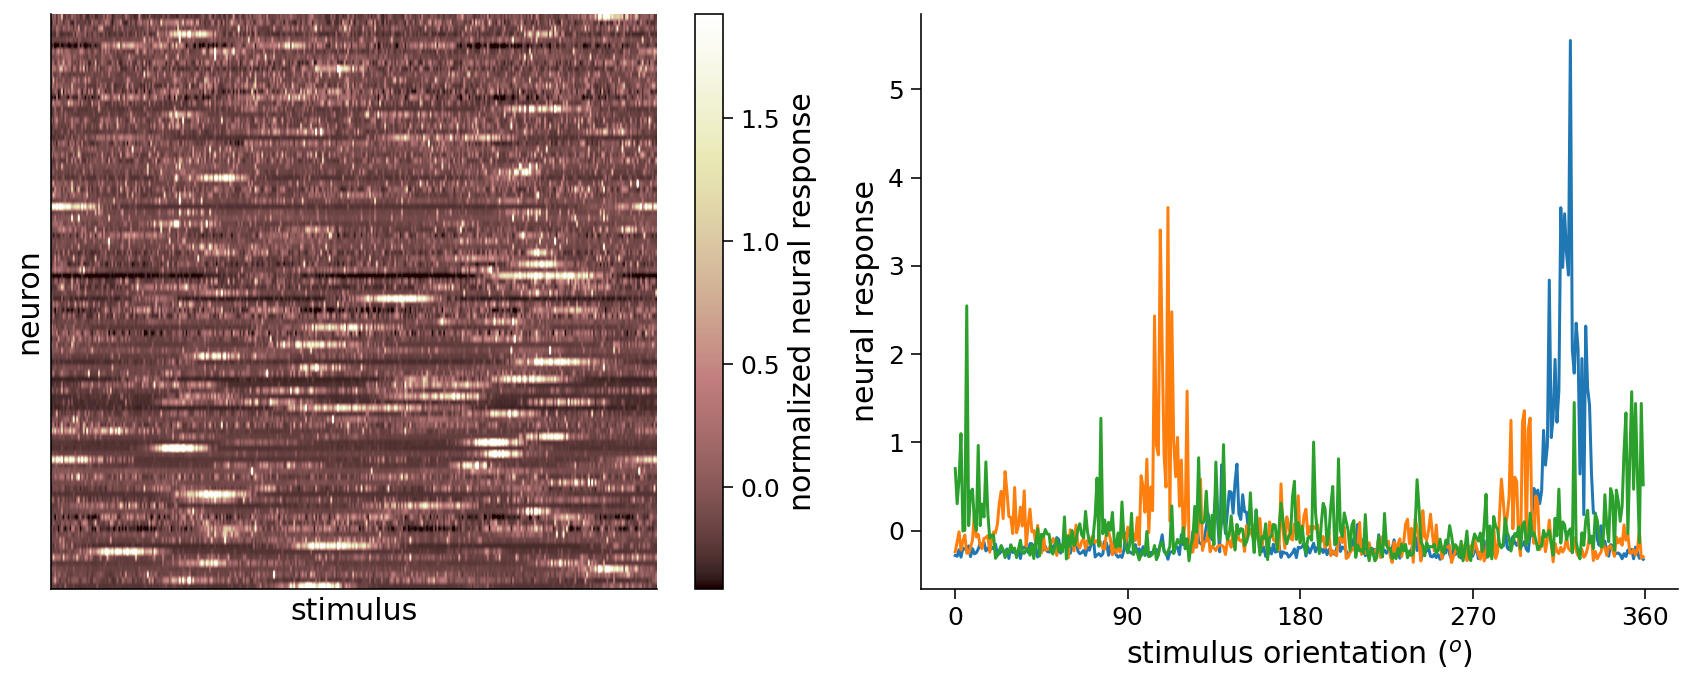 neuron
stimulus
1.5
1.0
0.5
0.0
normalized neural response
neural response
5
4
3
2
1
0
0 90 180 270 360
stimulus orientation (º)